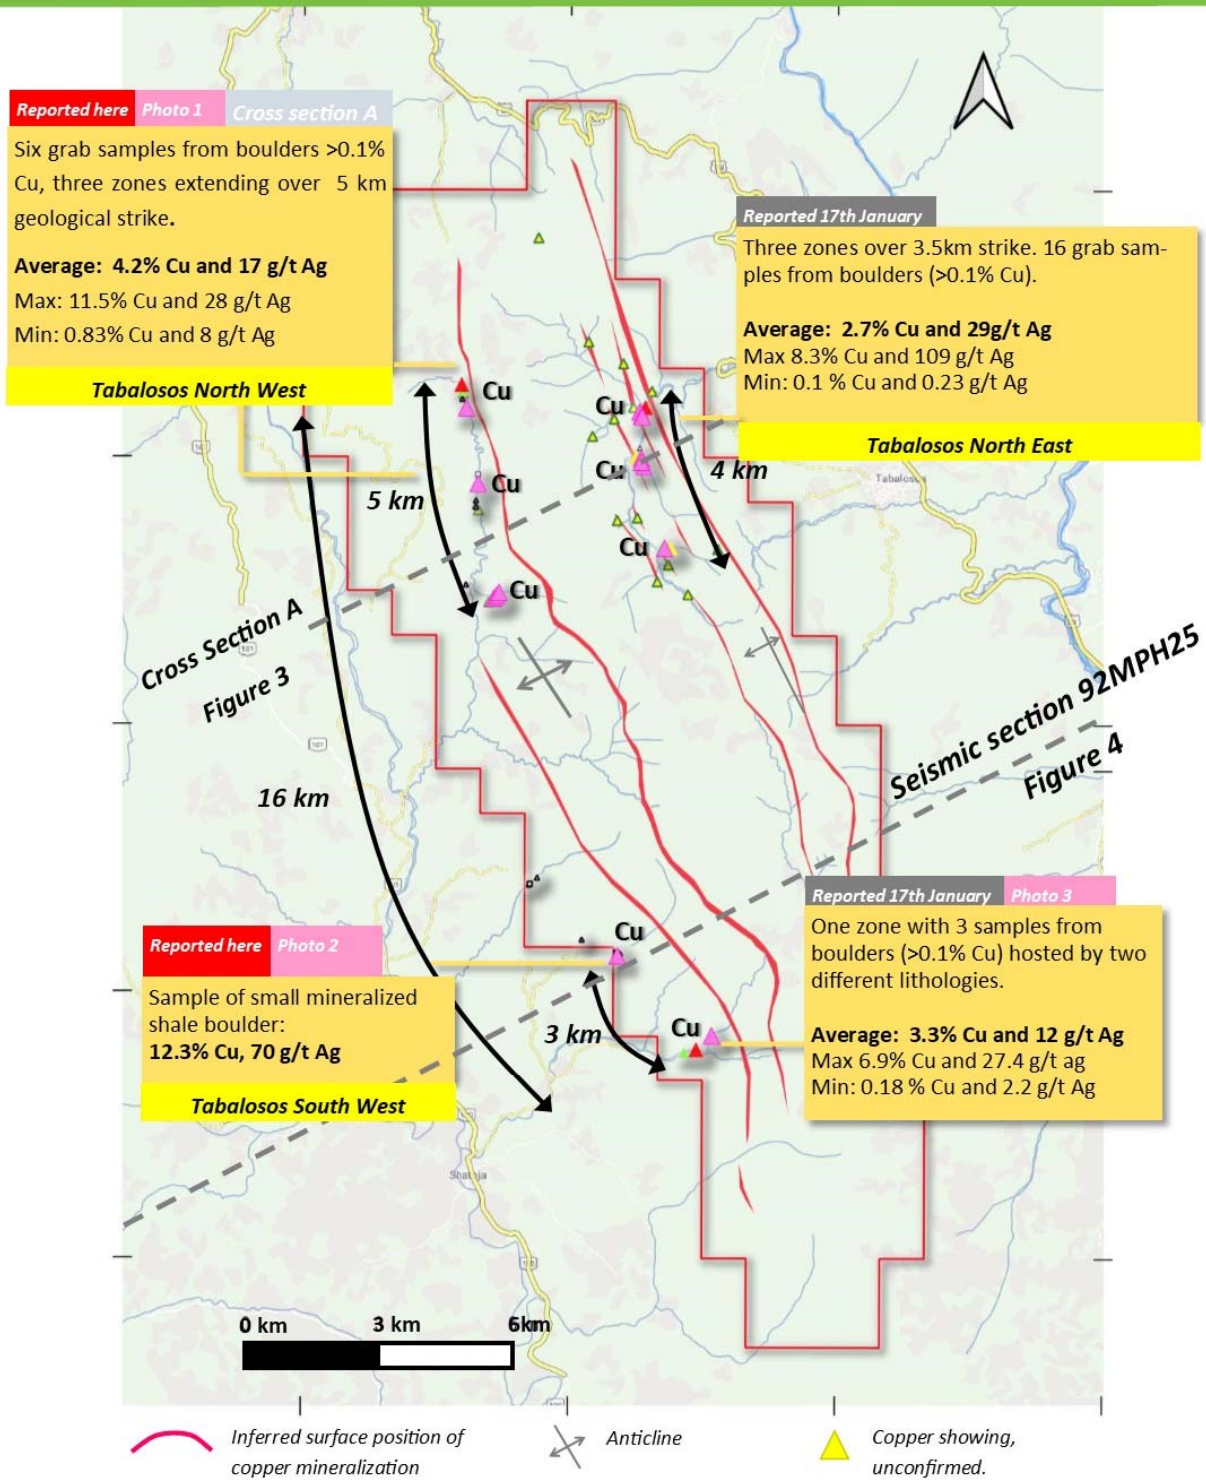 Reported here Photo 1 Cross section A
Six grab samples from boulders >0.1%
Cu, three zones extending over 5 km
geological strike.
Average: 4.2% Cu and 17 g/t Ag
Max: 11.5% Cu and 28 g/t Ag
Min: 0.83% Cu and 8 g/t Ag
Tabalosos North West
Reported 17th January
Three zones over 3.5km strike. 16 grab sam-
ples from boulders (>0.1% Cu).
Average: 2.7% Cu and 29g/t Ag
Max 8.3% Cu and 109 g/t Ag
Min: 0.1 % Cu and 0.23 g/t Ag
Tabalosos North East
Cu
Cu
Cu
Cu
Cu
Cu
5 km
4 km
Tabalosos
101
Cross Section A
Figure 3
101
101
16 km
Seismic section 92MPH25
Figure 4
Reported here Photo 2
Sample of small mineralized
shale boulder:
12.3% Cu, 70 g/t Ag
Tabalosos South West
Cu
3 km
Cu
Reported 17th January Photo 3
One zone with 3 samples from
boulders (>0.1% Cu) hosted by two
different lithologies.
Average: 3.3% Cu and 12 g/t Ag
Max 6.9% Cu and 27.4 g/t ag
Min: 0.18 % Cu and 2.2 g/t Ag
0 km 3 km 6km
Inferred surface position of
copper mineralization
Anticline
Copper showing,
unconfirmed.